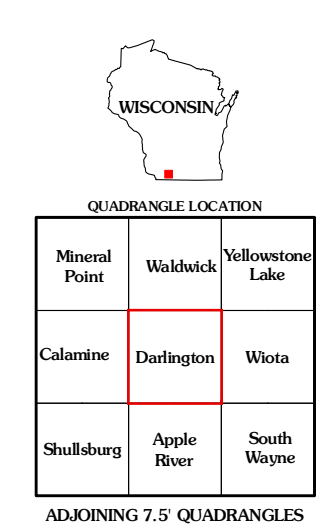 WISCONSIN
QUADRANGLE LOCATION
Mineral
Point
Waldwick
Yellowstone
Lake
Calamine
Darlington
Wiota
Shullsburg
Apple
River
South
Wayne
ADJOINING 7.5' QUADRANGLES